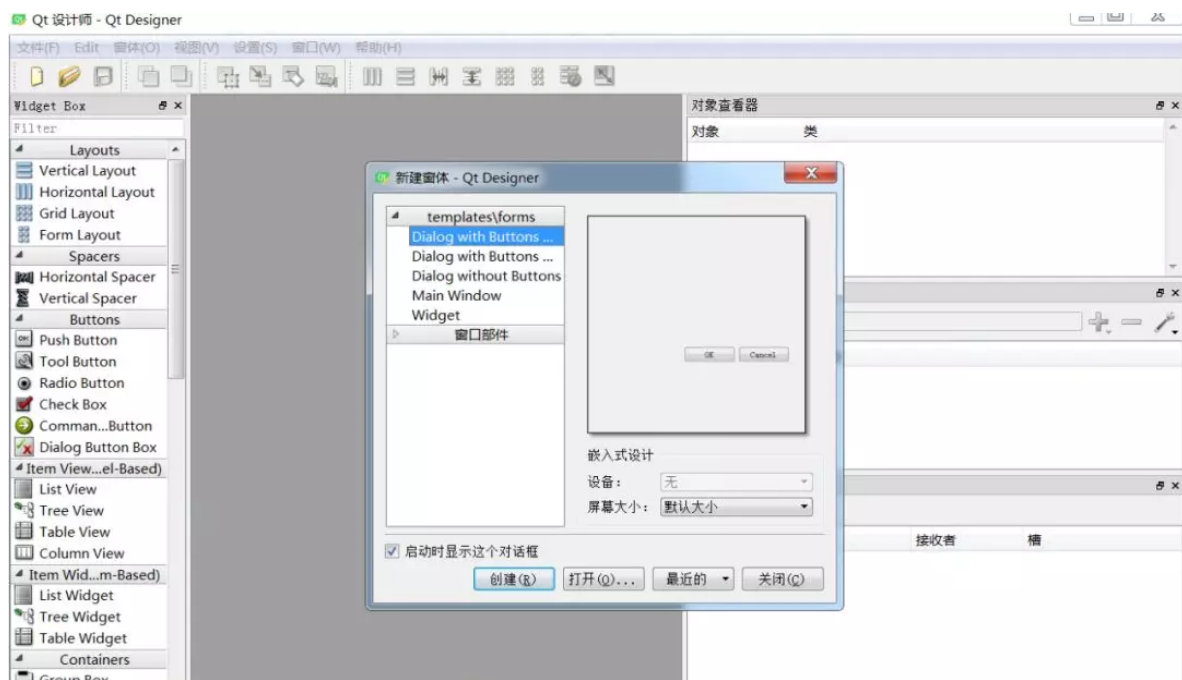 Qt 设计师 - Qt Designer
文件(F) Edit 窗体(O) 视图(V) 设置(S) 窗口(W) 帮助(H)
Widget Box
Filter
Layouts
Vertical Layout
Horizontal Layout
Grid Layout
Form Layout
Spacers
Horizontal Spacer
Vertical Spacer
Buttons
Push Button
Tool Button
Radio Button
Check Box
Comman...Button
Dialog Button Box
Item View...el-Based)
List View
Tree View
Table View
Column View
Item Wid...m-Based)
List Widget
Tree Widget
Table Widget
Containers
Group Box
新建窗体 - Qt Designer
templates\forms
Dialog with Buttons ...
Dialog with Buttons ...
Dialog without Buttons
Main Window
Widget
窗口部件
OK Cancel
嵌入式设计
设备： 无
屏幕大小： 默认大小
启动时显示这个对话框
创建(R) 打开(O)... 最近的 关闭(C)
对象查看器
对象 类
接收者 槽